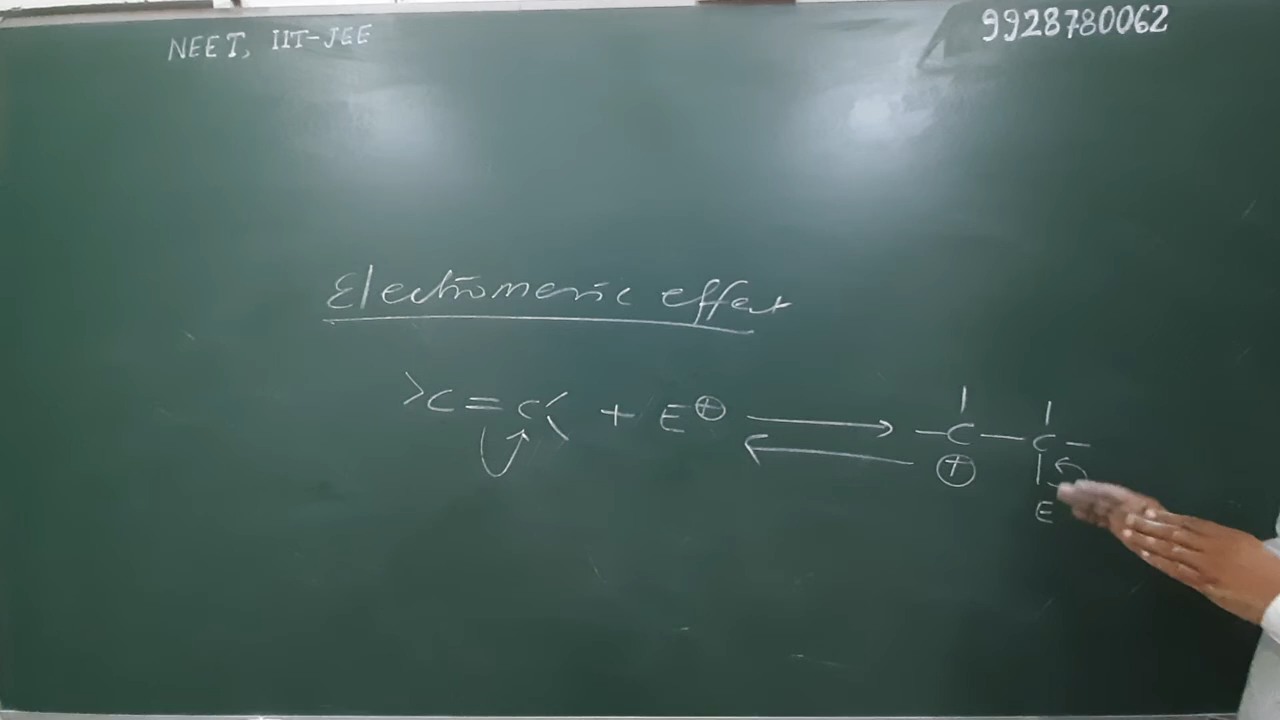 NEET, IIT-JEE
9928780062
Electromeric effect
>C=C< + E⊕ ⇌ -C-C-
⊕
E